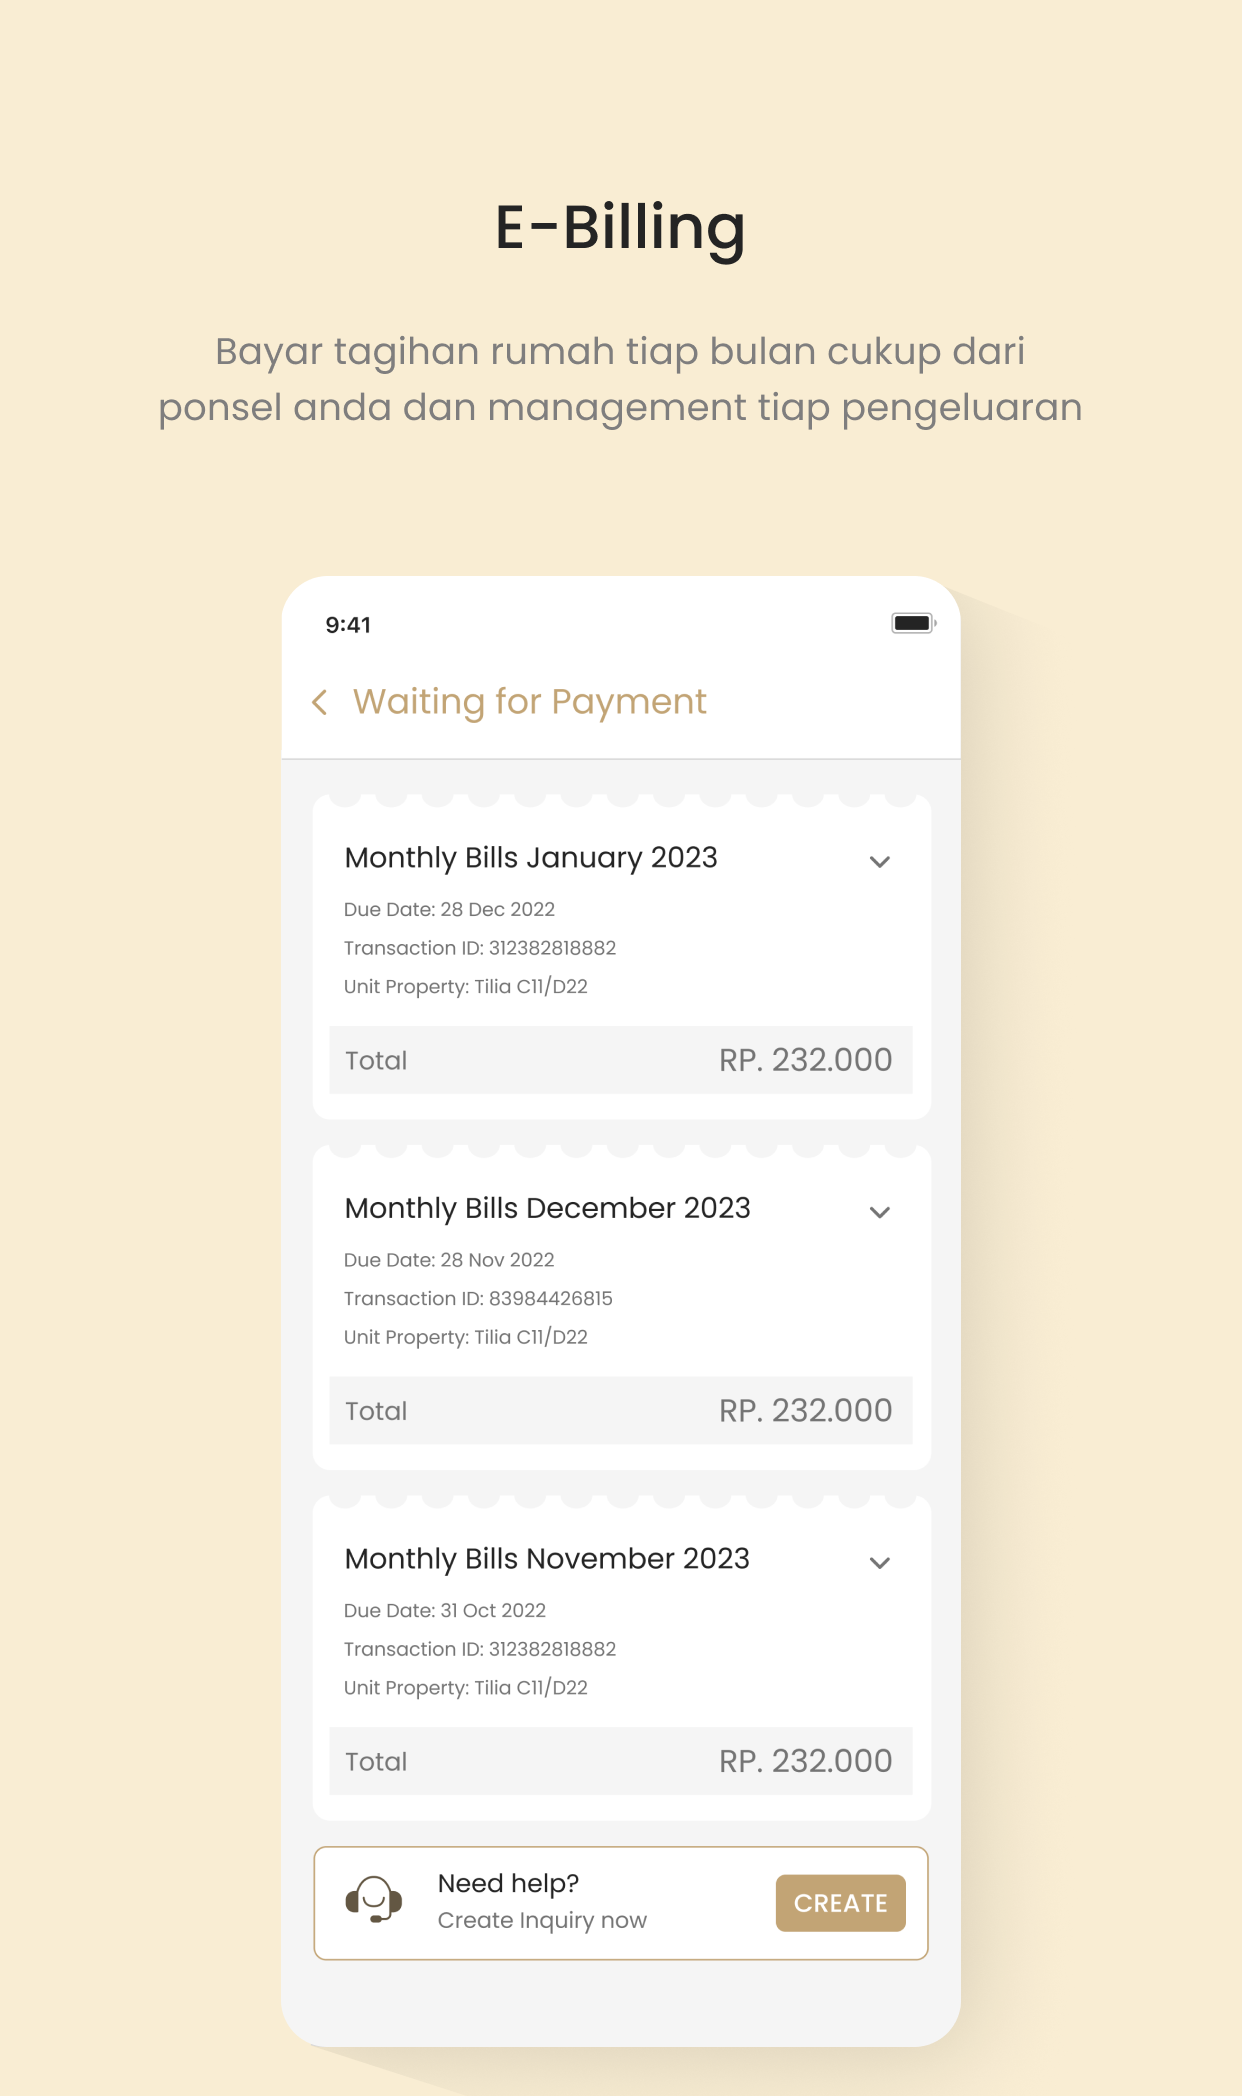 E-Billing
Bayar tagihan rumah tiap bulan cukup dari
ponsel anda dan management tiap pengeluaran
9:41
Waiting for Payment
Monthly Bills January 2023
Due Date: 28 Dec 2022
Transaction ID: 312382818882
Unit Property: Tilia C11/D22
Total RP. 232.000
Monthly Bills December 2023
Due Date: 28 Nov 2022
Transaction ID: 83984426815
Unit Property: Tilia C11/D22
Total RP. 232.000
Monthly Bills November 2023
Due Date: 31 Oct 2022
Transaction ID: 312382818882
Unit Property: Tilia C11/D22
Total RP. 232.000
Need help?
Create Inquiry now
CREATE